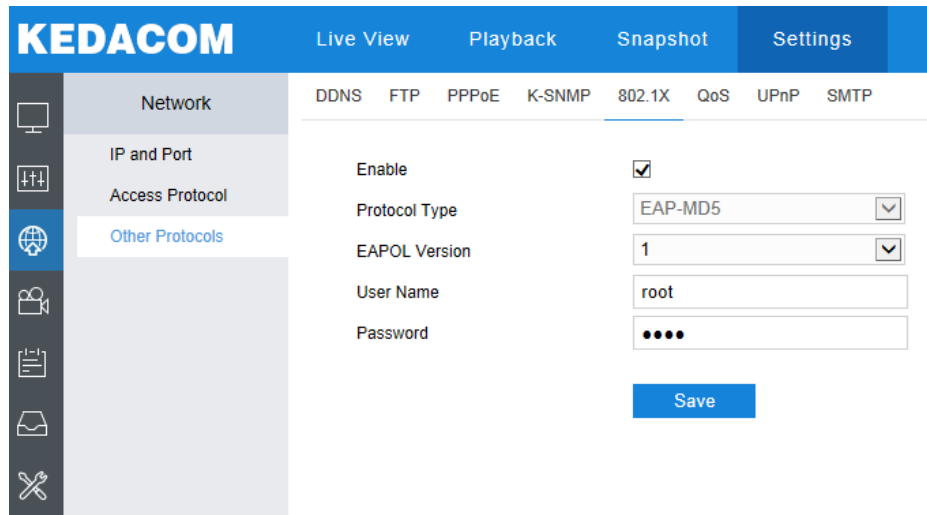 KEDACOM Live View Playback Snapshot Settings
Network
DDNS FTP PPPoE K-SNMP 802.1X QoS UPnP SMTP
IP and Port
Access Protocol
Other Protocols
Enable
Protocol Type EAP-MD5
EAPOL Version 1
User Name root
Password ●●●●
Save